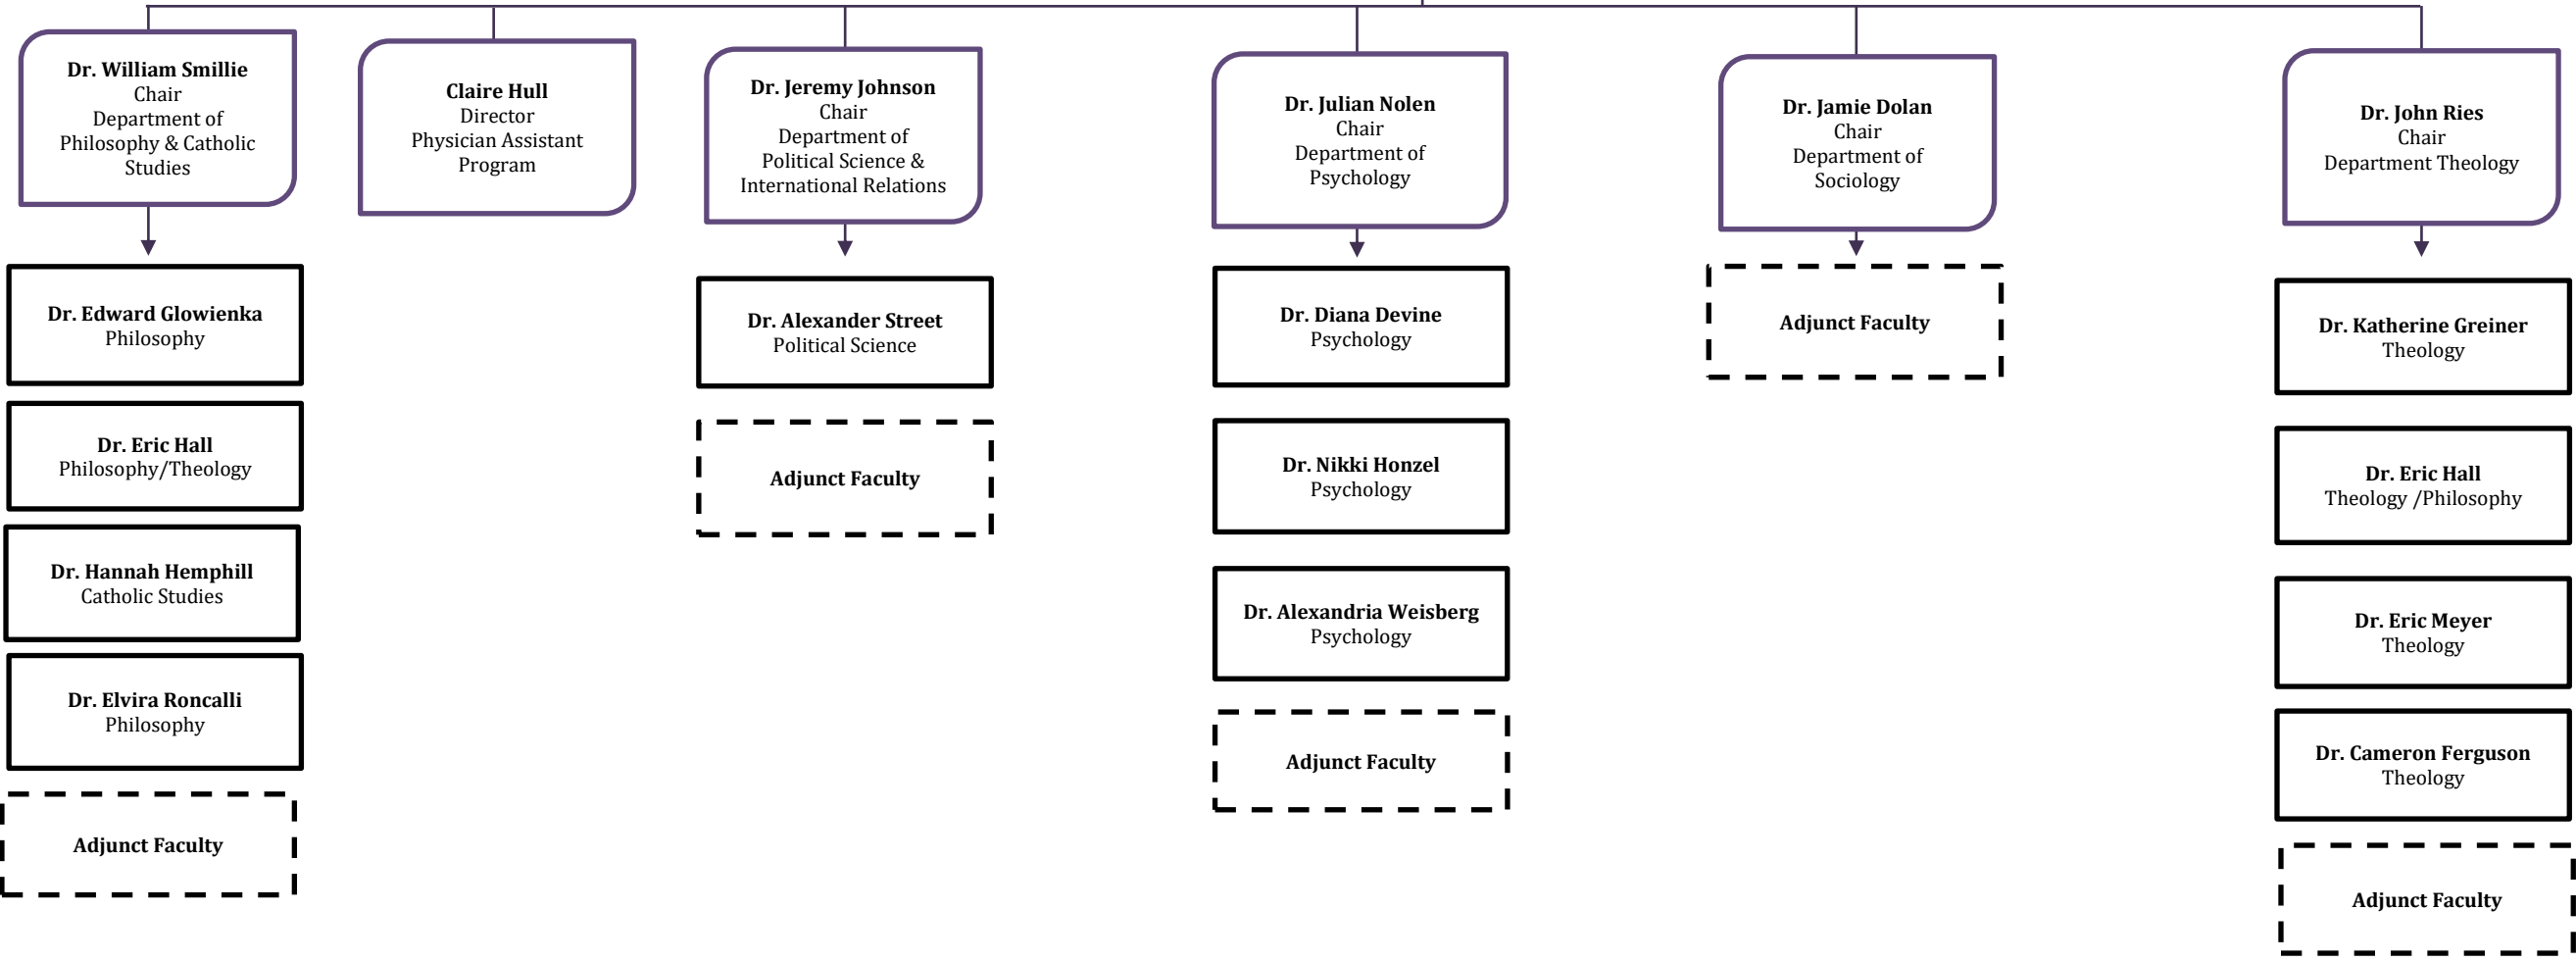 Dr. William Smillie
Chair
Department of
Philosophy & Catholic
Studies
Claire Hull
Director
Physician Assistant
Program
Dr. Jeremy Johnson
Chair
Department of
Political Science &
International Relations
Dr. Julian Nolen
Chair
Department of
Psychology
Dr. Jamie Dolan
Chair
Department of
Sociology
Dr. John Ries
Chair
Department Theology
Dr. Edward Glowienka
Philosophy
Dr. Eric Hall
Philosophy/Theology
Dr. Hannah Hemphill
Catholic Studies
Dr. Elvira Roncalli
Philosophy
Adjunct Faculty
Dr. Alexander Street
Political Science
Adjunct Faculty
Dr. Diana Devine
Psychology
Dr. Nikki Honzel
Psychology
Dr. Alexandria Weisberg
Psychology
Adjunct Faculty
Adjunct Faculty
Dr. Katherine Greiner
Theology
Dr. Eric Hall
Theology /Philosophy
Dr. Eric Meyer
Theology
Dr. Cameron Ferguson
Theology
Adjunct Faculty